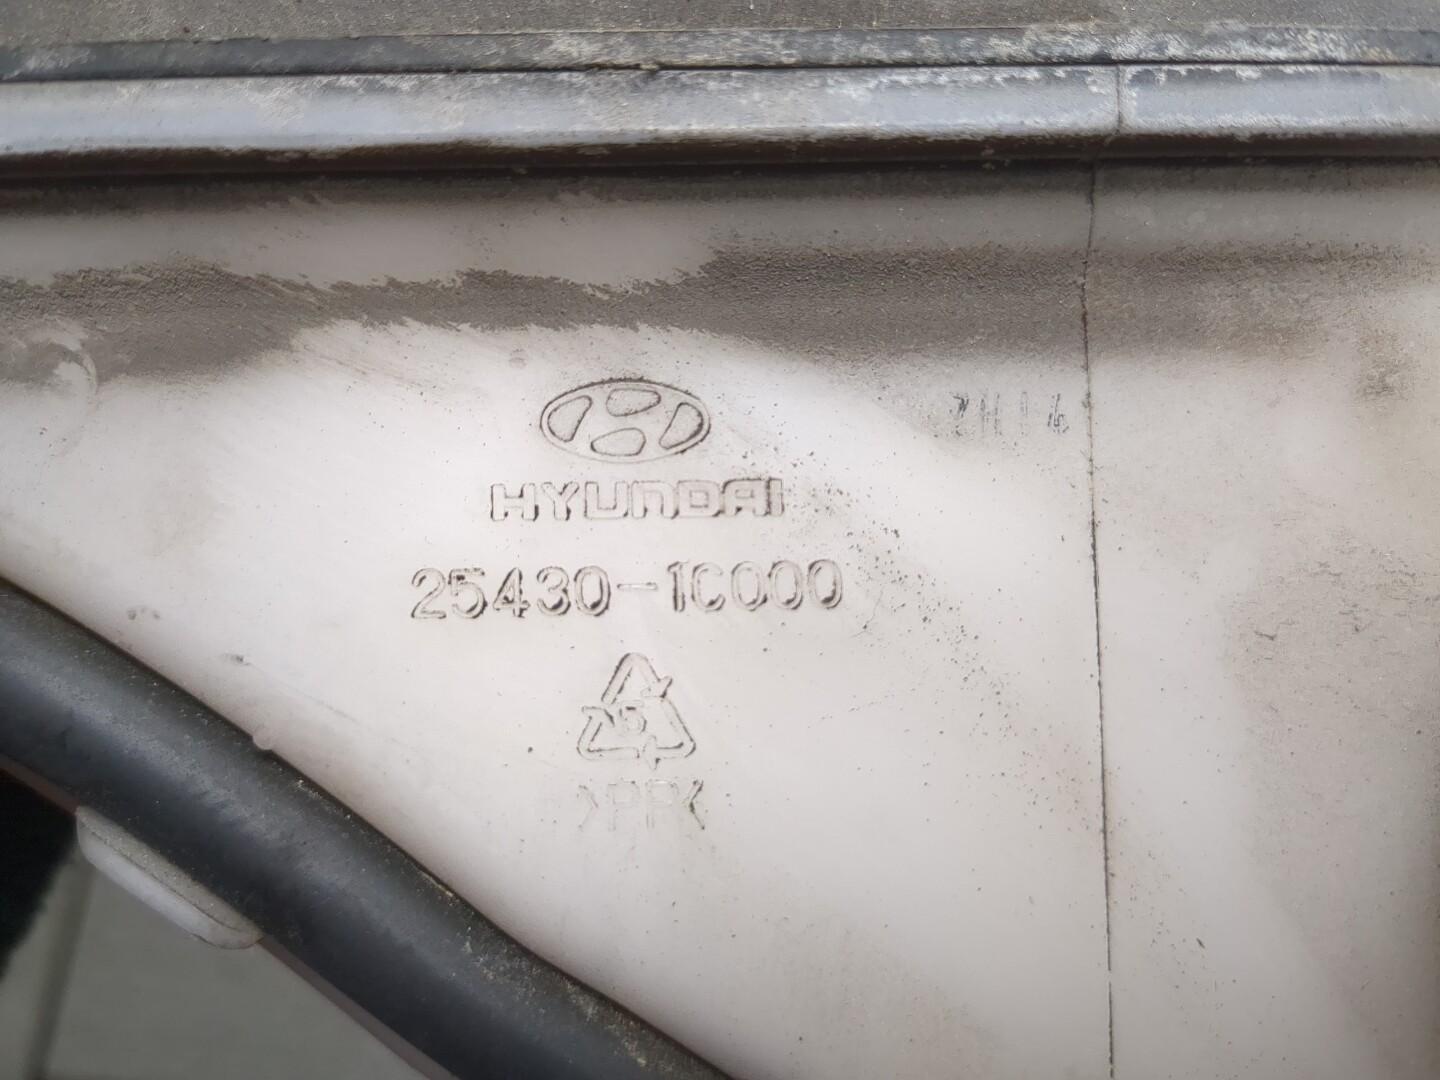 HYUNDAI
25430-1C000
5
>PP<